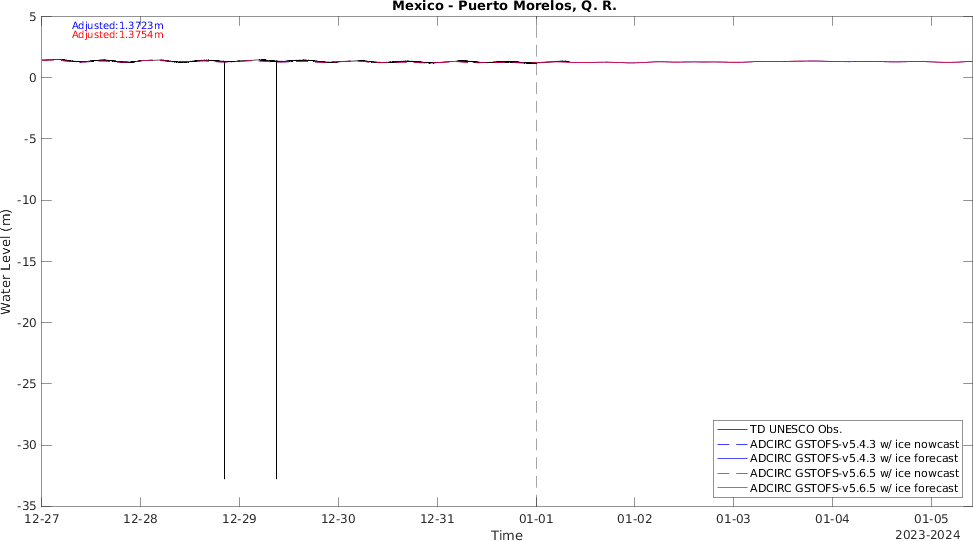 Mexico - Puerto Morelos, Q. R.
Adjusted:1.3723m
Adjusted:1.3754m
5
0
-5
-10
-15
-20
-25
-30
-35
Water Level (m)
TD UNESCO Obs.
ADCIRC GSTOFS-v5.4.3 w/ ice nowcast
ADCIRC GSTOFS-v5.4.3 w/ ice forecast
ADCIRC GSTOFS-v5.6.5 w/ ice nowcast
ADCIRC GSTOFS-v5.6.5 w/ ice forecast
12-27 12-28 12-29 12-30 12-31 01-01 01-02 01-03 01-04 01-05
Time
2023-2024